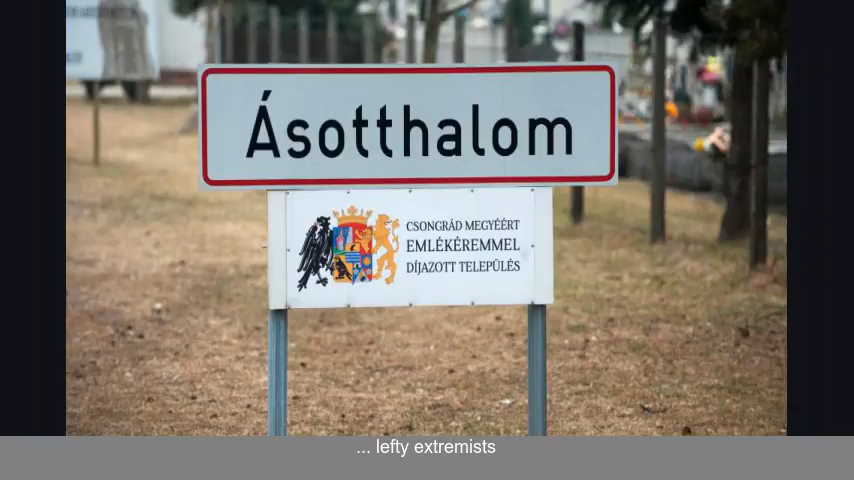 Ásotthalom
CSONGRÁD MEGYÉÉRT
EMLÉKÉREMMEL
DÍJAZOTT TELEPÜLÉS
... lefty extremists